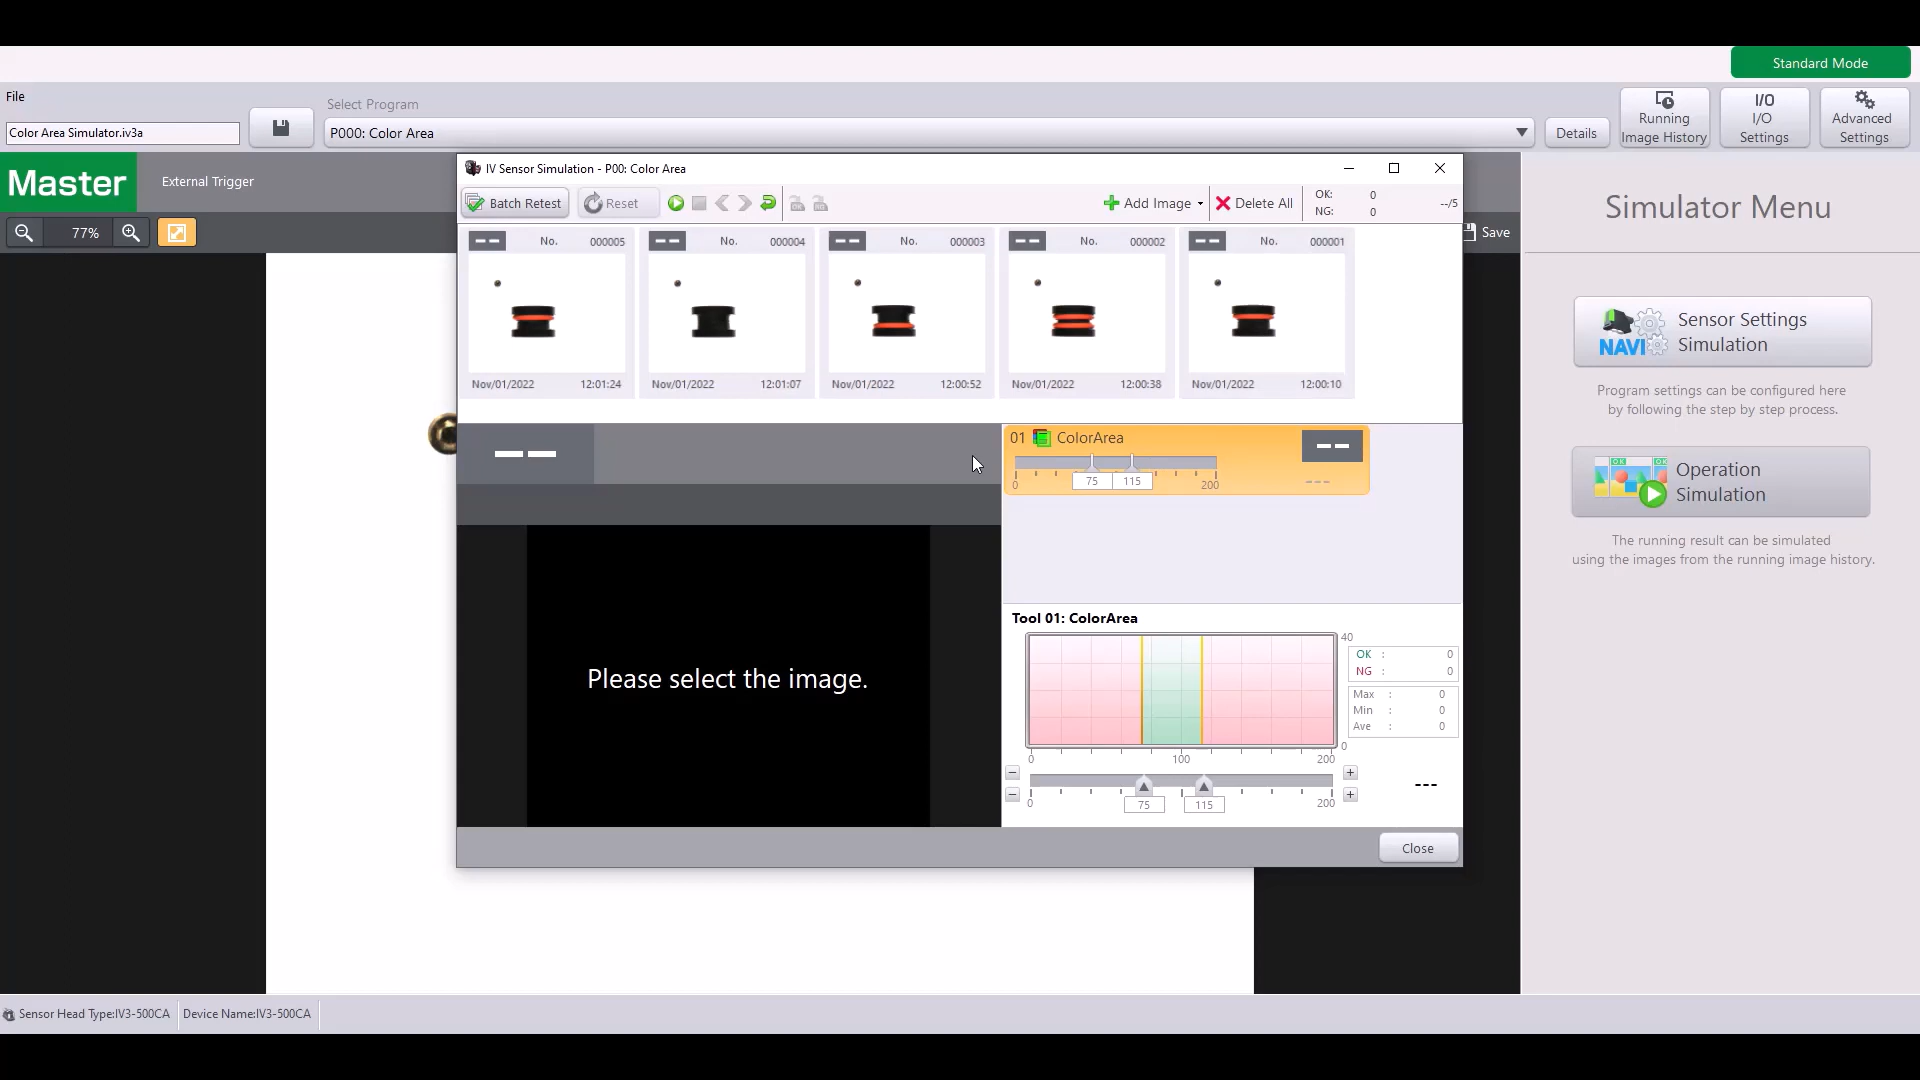 Standard Mode
File
Color Area Simulator.iv3a
Select Program
P000: Color Area
Details
Running
Image History
I/O
I/O
Settings
Advanced
Settings
Master
External Trigger
77%
Save
IV Sensor Simulation - P00: Color Area
Batch Retest
Reset
Add Image
Delete All
OK: 0
NG: 0
--/5
No. 000005
Nov/01/2022 12:01:24
No. 000004
Nov/01/2022 12:01:07
No. 000003
Nov/01/2022 12:00:52
No. 000002
Nov/01/2022 12:00:38
No. 000001
Nov/01/2022 12:00:10
Please select the image.
01 ColorArea
75 115
0 200
---
Tool 01: ColorArea
40
0
0 100 200
OK : 0
NG : 0
Max : 0
Min : 0
Ave : 0
0 75 115 200
---
Close
Simulator Menu
NAVI
Sensor Settings
Simulation
Program settings can be configured here
by following the step by step process.
Operation
Simulation
The running result can be simulated
using the images from the running image history.
Sensor Head Type:IV3-500CA
Device Name:IV3-500CA